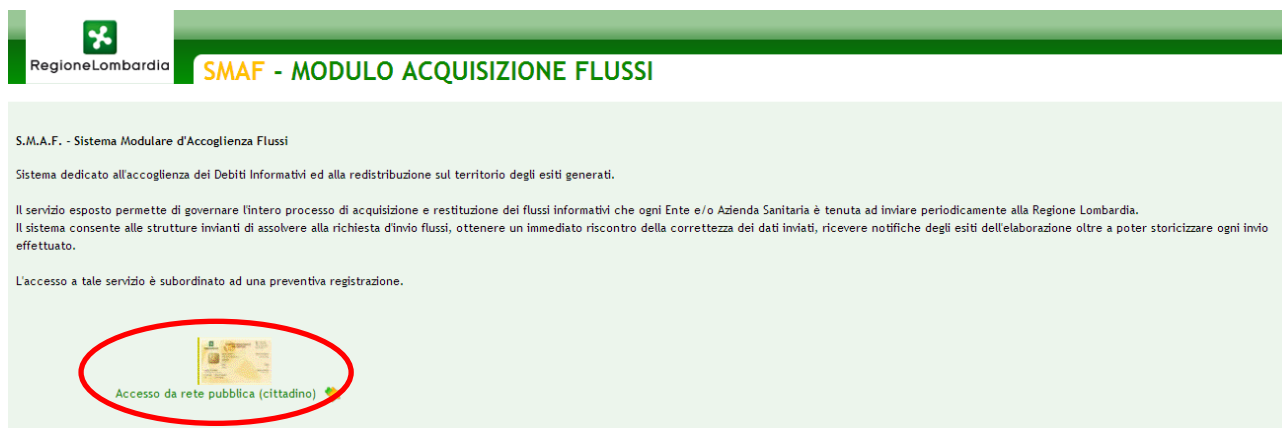 RegioneLombardia
SMAF - MODULO ACQUISIZIONE FLUSSI
S.M.A.F. - Sistema Modulare d'Accoglienza Flussi
Sistema dedicato all'accoglienza dei Debiti Informativi ed alla redistribuzione sul territorio degli esiti generati.
Il servizio esposto permette di governare l'intero processo di acquisizione e restituzione dei flussi informativi che ogni Ente e/o Azienda Sanitaria è tenuta ad inviare periodicamente alla Regione Lombardia.
Il sistema consente alle strutture invianti di assolvere alla richiesta d'invio flussi, ottenere un immediato riscontro della correttezza dei dati inviati, ricevere notifiche degli esiti dell'elaborazione oltre a poter storicizzare ogni invio
effettuato.
L'accesso a tale servizio è subordinato ad una preventiva registrazione.
Accesso da rete pubblica (cittadino)